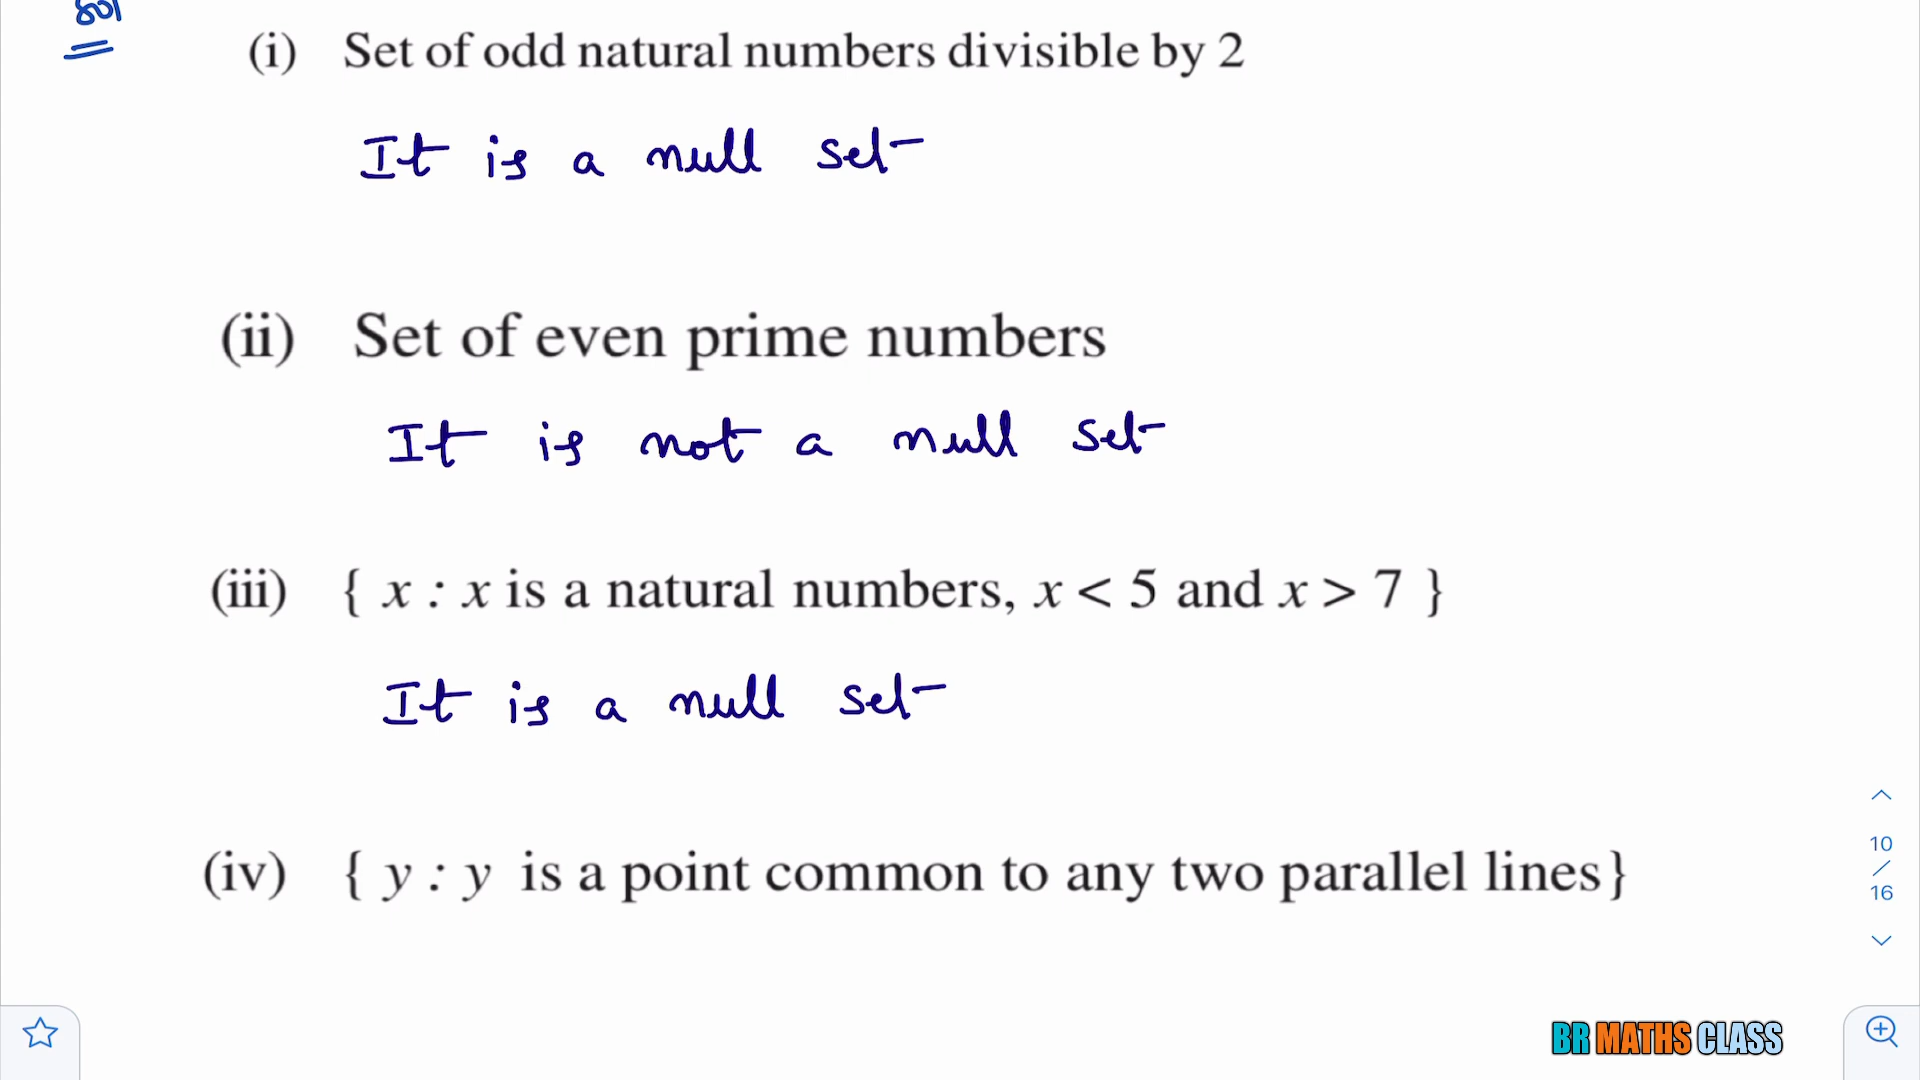 Sol
(i) Set of odd natural numbers divisible by 2
It is a null set
(ii) Set of even prime numbers
It is not a null set
(iii) { x : x is a natural numbers, x < 5 and x > 7 }
It is a null set
(iv) { y : y is a point common to any two parallel lines}
10
/
16
BR MATHS CLASS